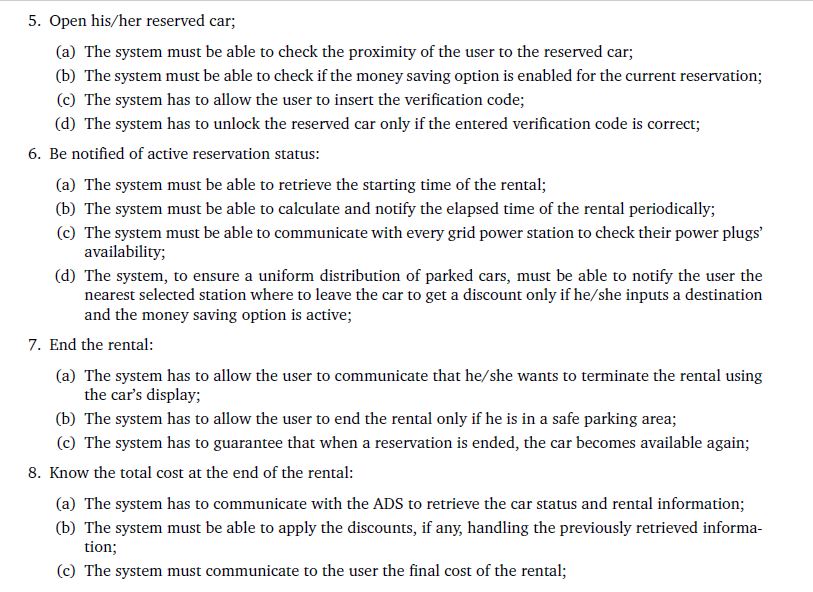 5. Open his/her reserved car;
(a) The system must be able to check the proximity of the user to the reserved car;
(b) The system must be able to check if the money saving option is enabled for the current reservation;
(c) The system has to allow the user to insert the verification code;
(d) The system has to unlock the reserved car only if the entered verification code is correct;
6. Be notified of active reservation status:
(a) The system must be able to retrieve the starting time of the rental;
(b) The system must be able to calculate and notify the elapsed time of the rental periodically;
(c) The system must be able to communicate with every grid power station to check their power plugs’
availability;
(d) The system, to ensure a uniform distribution of parked cars, must be able to notify the user the
nearest selected station where to leave the car to get a discount only if he/she inputs a destination
and the money saving option is active;
7. End the rental:
(a) The system has to allow the user to communicate that he/she wants to terminate the rental using
the car’s display;
(b) The system has to allow the user to end the rental only if he is in a safe parking area;
(c) The system has to guarantee that when a reservation is ended, the car becomes available again;
8. Know the total cost at the end of the rental:
(a) The system has to communicate with the ADS to retrieve the car status and rental information;
(b) The system must be able to apply the discounts, if any, handling the previously retrieved informa-
tion;
(c) The system must communicate to the user the final cost of the rental;